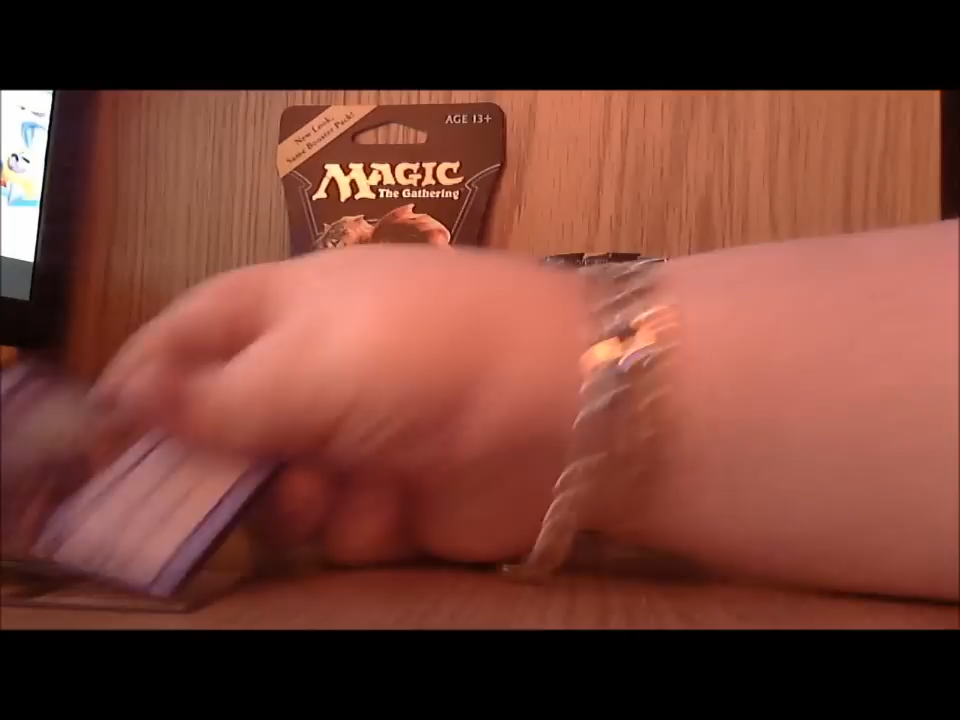 New Look,
Same Booster Pack!
AGE 13+
MAGIC
The Gathering